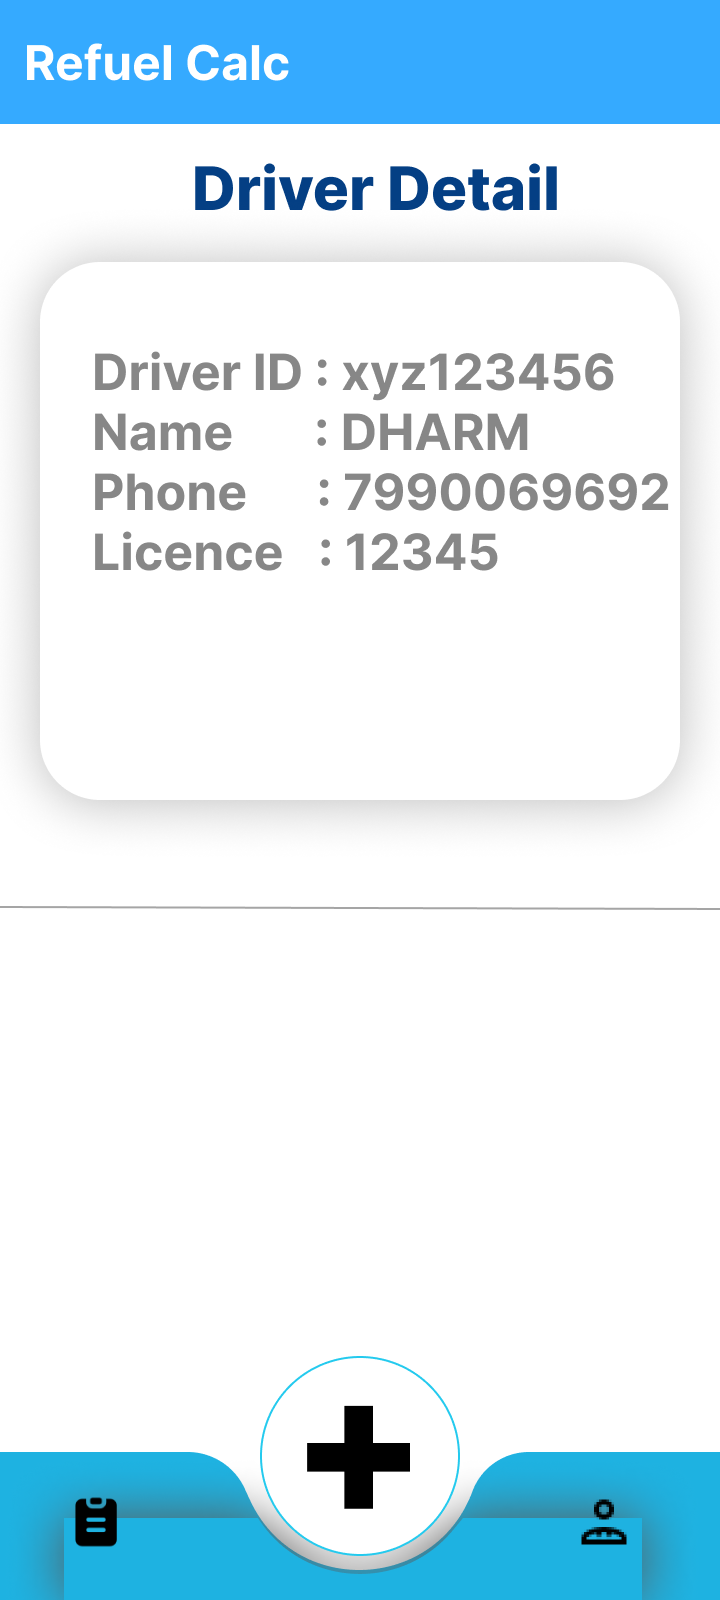 Refuel Calc
Driver Detail
Driver ID : xyz123456
Name : DHARM
Phone : 7990069692
Licence : 12345